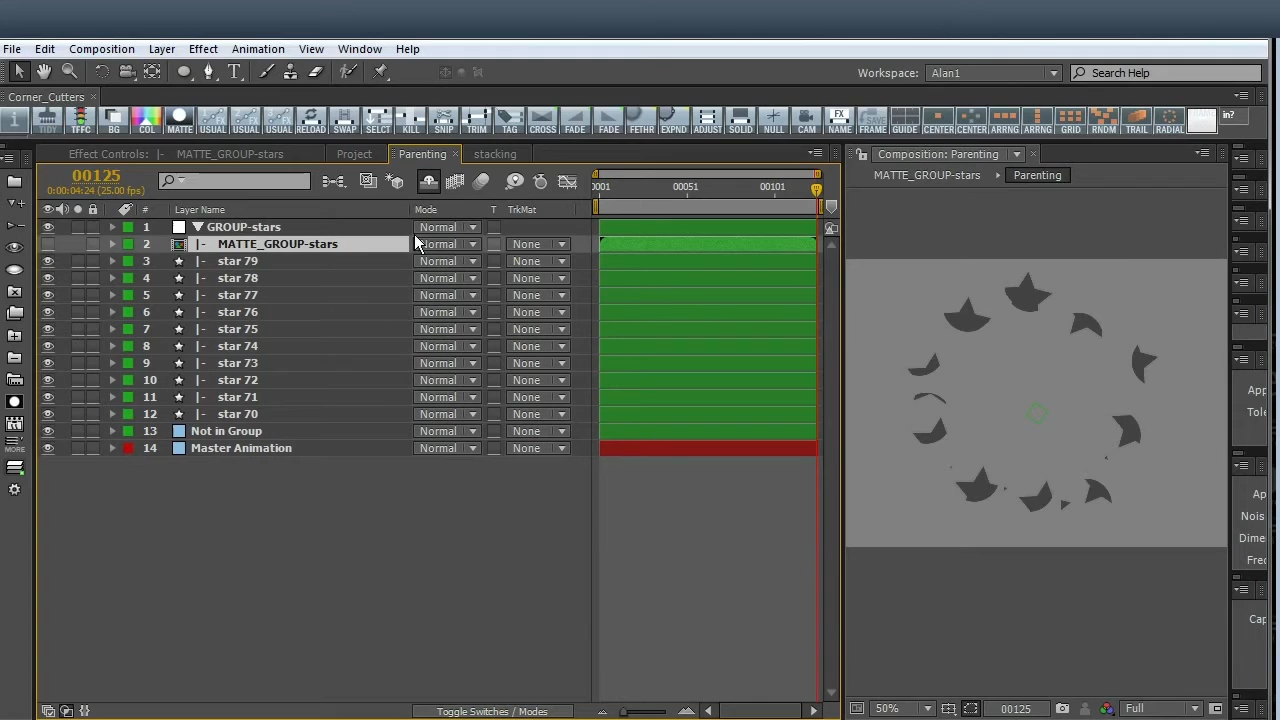 File Edit Composition Layer Effect Animation View Window Help
Workspace: Alan1 Search Help
Corner_Cutters
TIDY TFFC BG COL MATTE USUAL USUAL USUAL RELOAD SWAP SELCT KILL SNIP TRIM TAG CROSS FADE FADE FETHR EXPND ADJUST SOLID NULL CAM FX NAME SAVE FRAME GUIDE CENTER CENTER ARRNG ARRNG GRID RNDM TRAIL RADIAL in?
Effect Controls: |- MATTE_GROUP-stars Project Parenting stacking Composition: Parenting
00125
0:00:04:24 (25.00 fps)
MATTE_GROUP-stars Parenting
0001 00051 00101
# Layer Name Mode T TrkMat
1 GROUP-stars Normal
2 |- MATTE_GROUP-stars Normal None
3 |- star 79 Normal None
4 |- star 78 Normal None
5 |- star 77 Normal None
6 |- star 76 Normal None
7 |- star 75 Normal None
8 |- star 74 Normal None
9 |- star 73 Normal None
10 |- star 72 Normal None
11 |- star 71 Normal None
12 |- star 70 Normal None
13 Not in Group Normal None
14 Master Animation Normal None
MORE
App
Tole
Ap
Nois
Dime
Fred
Cap
Toggle Switches / Modes
50% 00125 Full